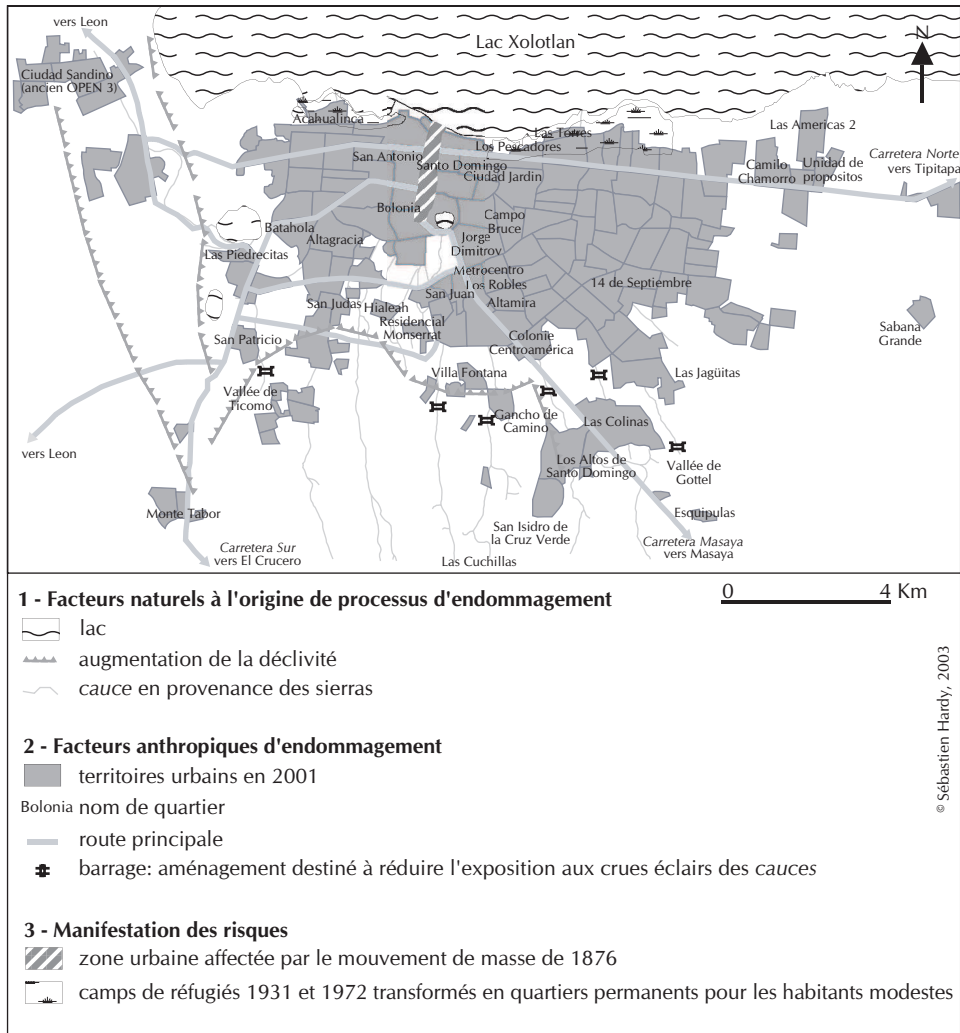 vers Leon
Lac Xolotlan
N
Ciudad Sandino
(ancien OPEN 3)
Acahualinca
Las Torres
Las Americas 2
Los Pescadores
San Antonio
Santo Domingo
Ciudad Jardin
Camilo
Chamorro
Unidad de
propositos
Carretera Norte
vers Tipitapa
Bolonia
Campo
Bruce
Batahola
Altagracia
Jorge
Dimitrov
Las Piedrecitas
Metrocentro
Los Robles
14 de Septiembre
San Juan
Altamira
San Judas
Hialeah
Residencial
Monserrat
San Patricio
Colonie
Centroamérica
Sabana
Grande
Villa Fontana
Las Jagüitas
Vallée de
Ticomo
Gancho de
Camino
Las Colinas
vers Leon
Los Altos de
Santo Domingo
Vallée de
Gottel
Monte Tabor
San Isidro de
la Cruz Verde
Esquipulas
Carretera Sur
vers El Crucero
Las Cuchillas
Carretera Masaya
vers Masaya
1 - Facteurs naturels à l'origine de processus d'endommagement
0 4 Km
lac
augmentation de la déclivité
cauce en provenance des sierras
2 - Facteurs anthropiques d'endommagement
territoires urbains en 2001
Bolonia nom de quartier
route principale
barrage: aménagement destiné à réduire l'exposition aux crues éclairs des cauces
3 - Manifestation des risques
zone urbaine affectée par le mouvement de masse de 1876
camps de réfugiés 1931 et 1972 transformés en quartiers permanents pour les habitants modestes
© Sébastien Hardy, 2003